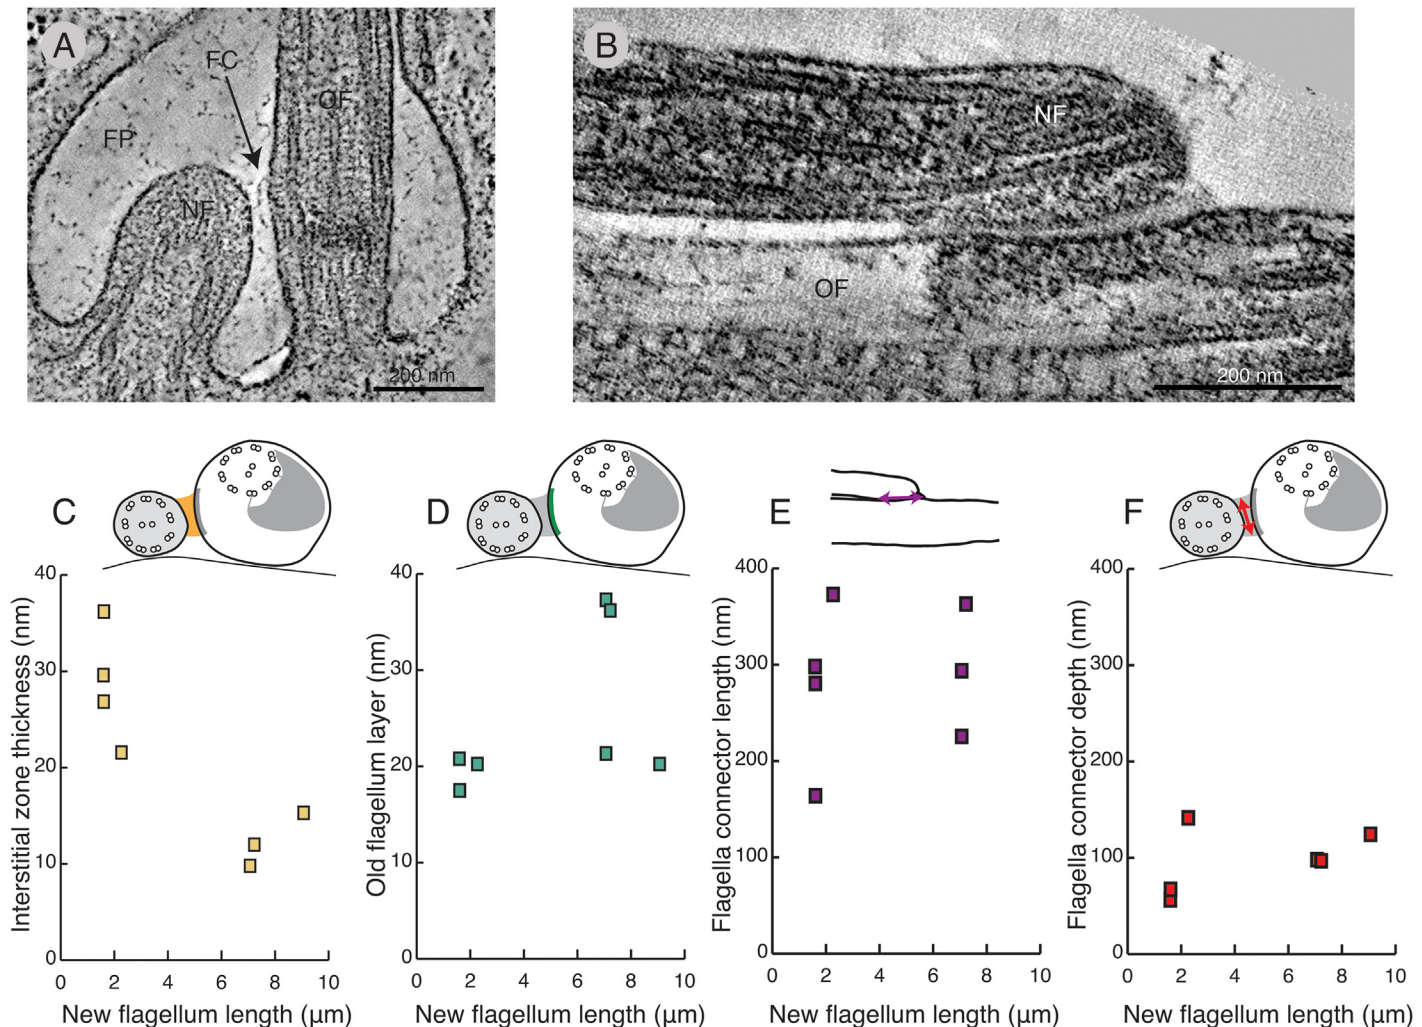 A
FC
OF
FP
NF
200 nm
B
NF
OF
200 nm
C
40
30
20
10
0
0 2 4 6 8 10
Interstitial zone thickness (nm)
New flagellum length (µm)
D
40
30
20
10
0
0 2 4 6 8 10
Old flagellum layer (nm)
New flagellum length (µm)
E
400
300
200
100
0
0 2 4 6 8 10
Flagella connector length (nm)
New flagellum length (µm)
F
400
300
200
100
0
0 2 4 6 8 10
Flagella connector depth (nm)
New flagellum length (µm)